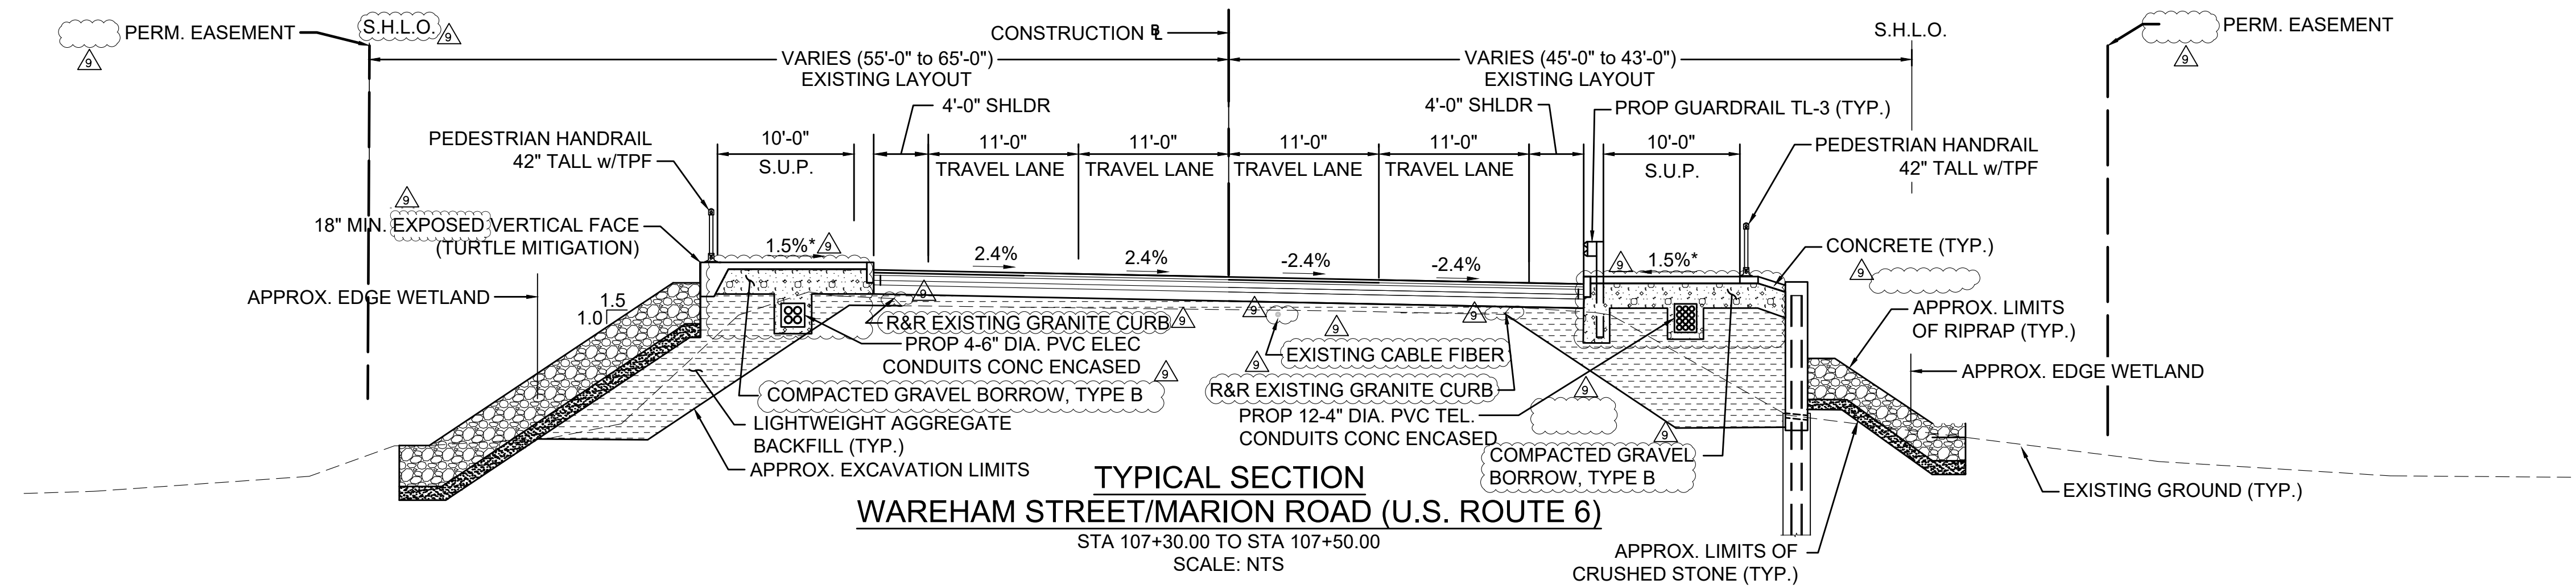 PERM. EASEMENT
9
S.H.L.O.
9
CONSTRUCTION ℄
S.H.L.O.
PERM. EASEMENT
9
VARIES (55'-0" to 65'-0")
EXISTING LAYOUT
VARIES (45'-0" to 43'-0")
EXISTING LAYOUT
4'-0" SHLDR
4'-0" SHLDR
PROP GUARDRAIL TL-3 (TYP.)
PEDESTRIAN HANDRAIL
42" TALL w/TPF
10'-0"
S.U.P.
11'-0"
TRAVEL LANE
11'-0"
TRAVEL LANE
11'-0"
TRAVEL LANE
11'-0"
TRAVEL LANE
10'-0"
S.U.P.
PEDESTRIAN HANDRAIL
42" TALL w/TPF
9
18" MIN. EXPOSED VERTICAL FACE
(TURTLE MITIGATION)
1.5%*
9
2.4%
2.4%
-2.4%
-2.4%
9
1.5%*
CONCRETE (TYP.)
9
APPROX. EDGE WETLAND
1.5
1.0
9
R&R EXISTING GRANITE CURB
9
PROP 4-6" DIA. PVC ELEC
CONDUITS CONC ENCASED
9
COMPACTED GRAVEL BORROW, TYPE B
LIGHTWEIGHT AGGREGATE
BACKFILL (TYP.)
APPROX. EXCAVATION LIMITS
9
9
9
EXISTING CABLE FIBER
9
R&R EXISTING GRANITE CURB
PROP 12-4" DIA. PVC TEL.
CONDUITS CONC ENCASED
9
9
COMPACTED GRAVEL
BORROW, TYPE B
APPROX. LIMITS
OF RIPRAP (TYP.)
APPROX. EDGE WETLAND
EXISTING GROUND (TYP.)
APPROX. LIMITS OF
CRUSHED STONE (TYP.)
TYPICAL SECTION
WAREHAM STREET/MARION ROAD (U.S. ROUTE 6)
STA 107+30.00 TO STA 107+50.00
SCALE: NTS